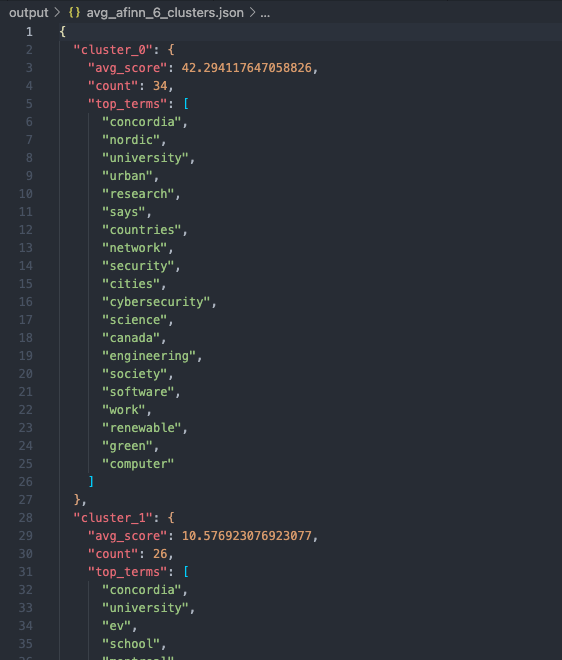 output > {} avg_afinn_6_clusters.json > ...
1 {
2 "cluster_0": {
3 "avg_score": 42.294117647058826,
4 "count": 34,
5 "top_terms": [
6 "concordia",
7 "nordic",
8 "university",
9 "urban",
10 "research",
11 "says",
12 "countries",
13 "network",
14 "security",
15 "cities",
16 "cybersecurity",
17 "science",
18 "canada",
19 "engineering",
20 "society",
21 "software",
22 "work",
23 "renewable",
24 "green",
25 "computer"
26 ]
27 },
28 "cluster_1": {
29 "avg_score": 10.576923076923077,
30 "count": 26,
31 "top_terms": [
32 "concordia",
33 "university",
34 "ev",
35 "school",